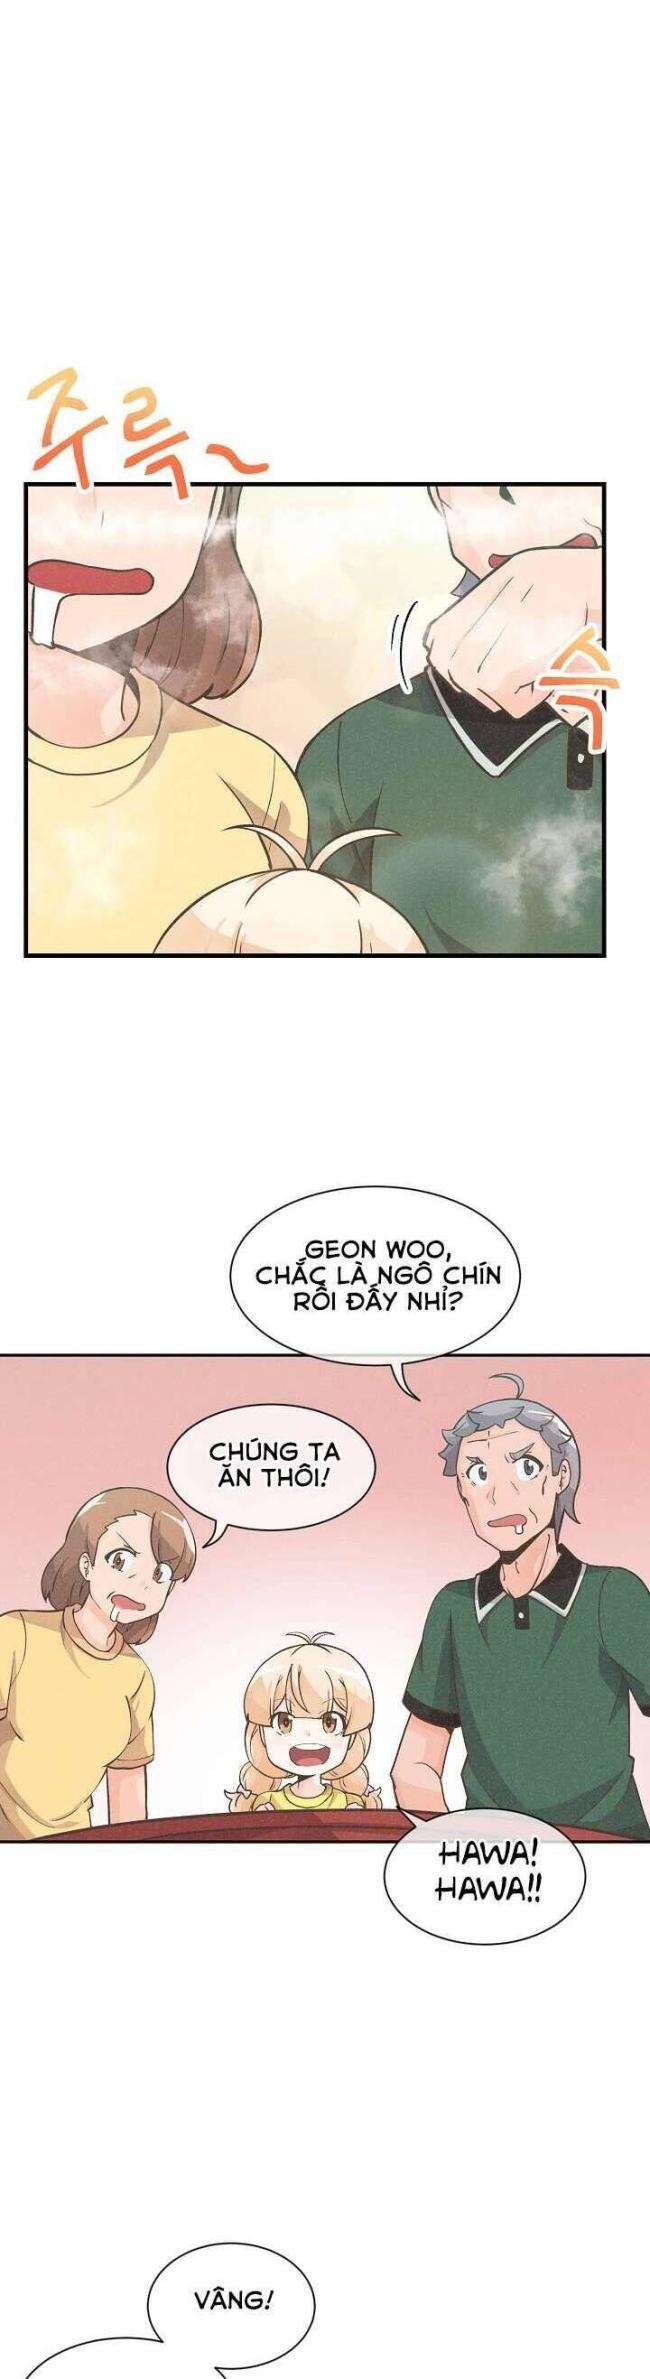 주륵~
슥
GEON WOO,
CHẮC LÀ NGÔ CHÍN
RỒI ĐẤY NHỈ?
CHÚNG TA
ĂN THÔI!
HAWA!
HAWA!!
VÂNG!